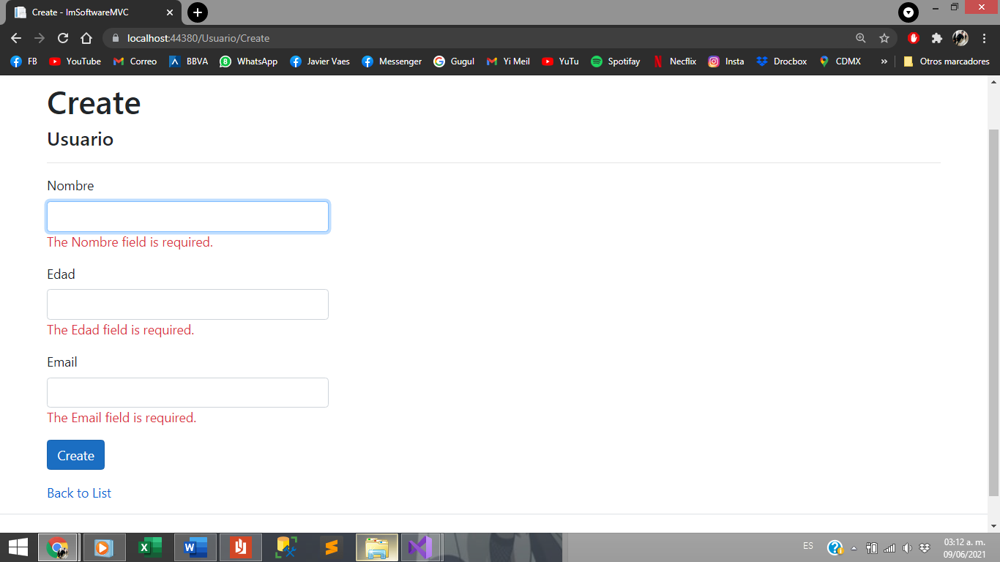 Create - ImSoftwareMVC
localhost:44380/Usuario/Create
FB YouTube Correo BBVA WhatsApp Javier Vaes Messenger Gugul Yi Meil YuTu Spotifay Necflix Insta Drocbox CDMX » Otros marcadores
Create
Usuario
Nombre
The Nombre field is required.
Edad
The Edad field is required.
Email
The Email field is required.
Create
Back to List
ES
03:12 a. m.
09/06/2021